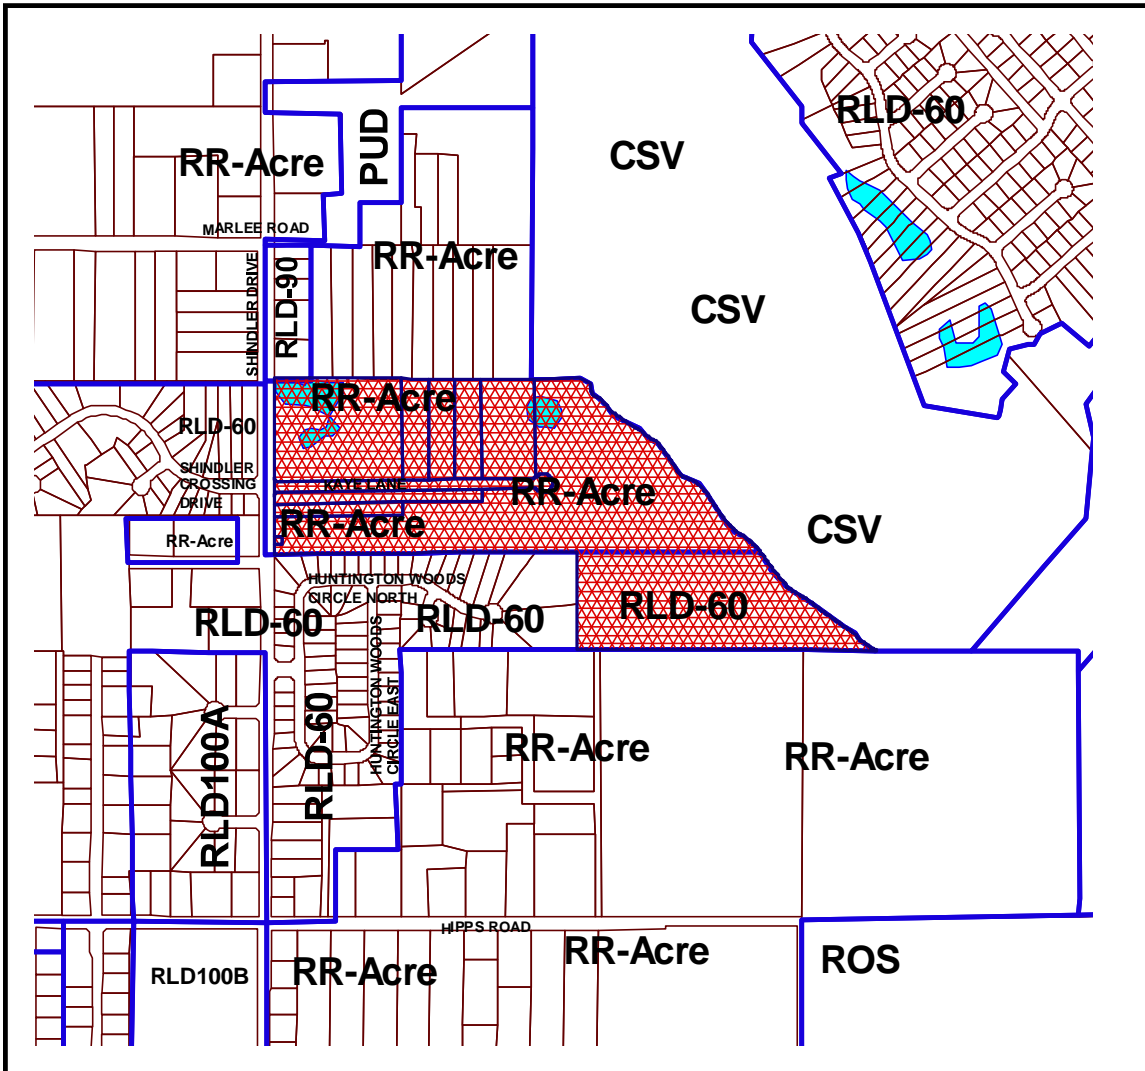 RLD-60
PUD
CSV
RR-Acre
MARLEE ROAD
RR-Acre
SHINDLER DRIVE
RLD-90
CSV
RR-Acre
RLD-60
SHINDLER
CROSSING
DRIVE
KAYE LANE
RR-Acre
RR-Acre
CSV
RR-Acre
HUNTINGTON WOODS
CIRCLE NORTH
RLD-60
RLD-60
RLD-60
HUNTINGTON WOODS
CIRCLE EAST
RLD100A
RLD-60
RR-Acre
RR-Acre
HIPPS ROAD
RLD100B
RR-Acre
RR-Acre
ROS